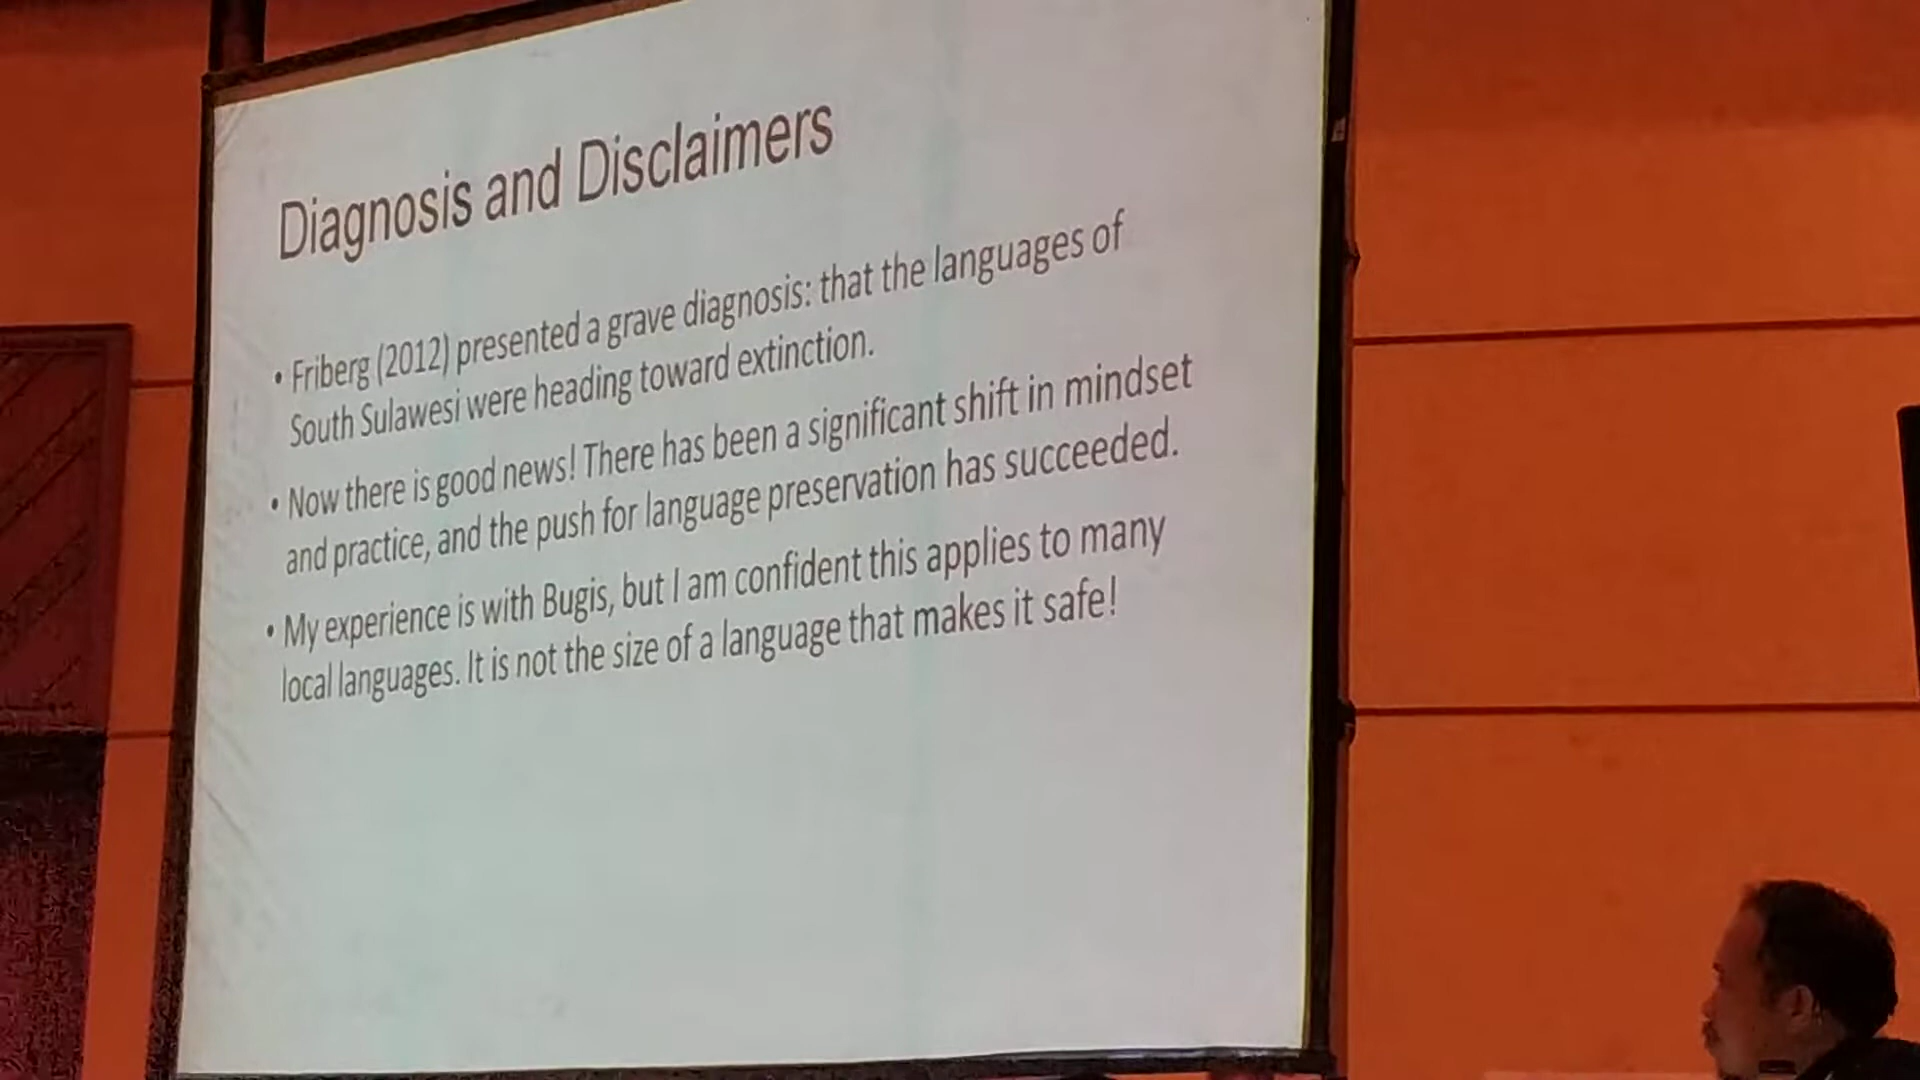 Diagnosis and Disclaimers
• Friberg (2012) presented a grave diagnosis: that the languages of
South Sulawesi were heading toward extinction.
• Now there is good news! There has been a significant shift in mindset
and practice, and the push for language preservation has succeeded.
• My experience is with Bugis, but I am confident this applies to many
local languages. It is not the size of a language that makes it safe!